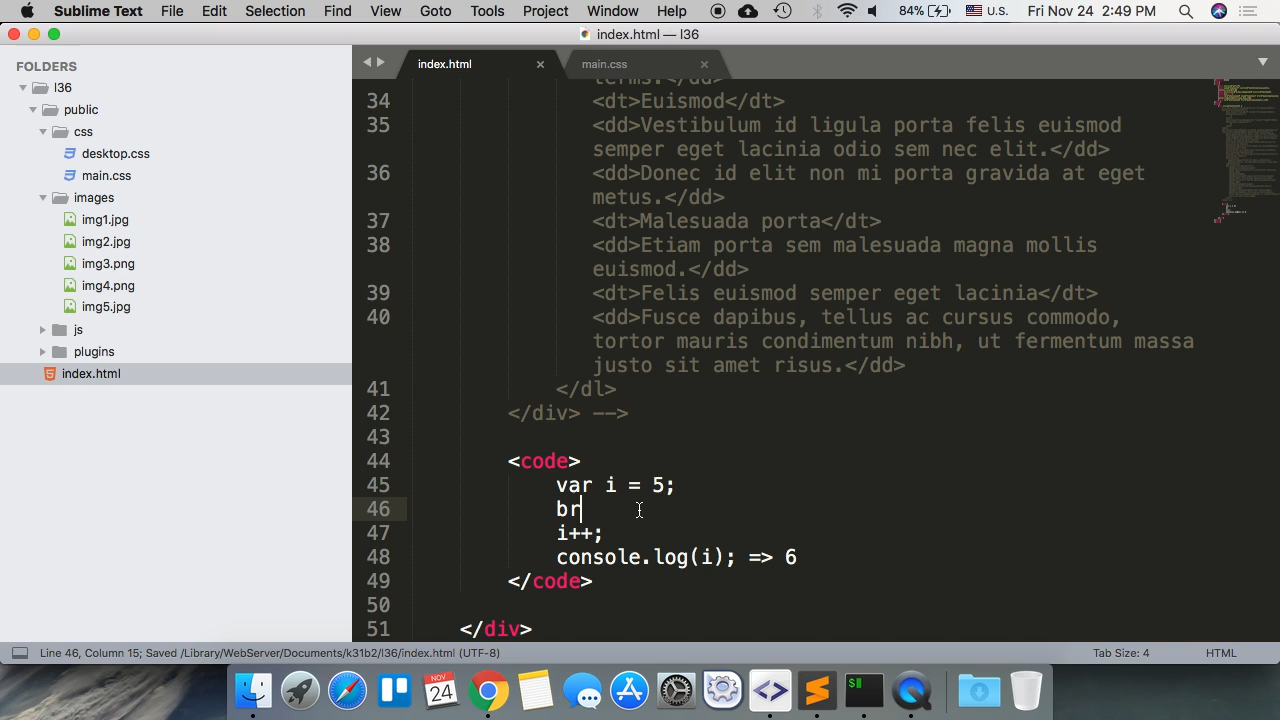 Sublime Text File Edit Selection Find View Goto Tools Project Window Help 84% U.S. Fri Nov 24 2:49 PM
index.html — l36
FOLDERS
l36
public
css
desktop.css
main.css
images
img1.jpg
img2.jpg
img3.png
img4.png
img5.jpg
js
plugins
index.html
index.html × main.css ×
terms.</dd>
34 <dt>Euismod</dt>
35 <dd>Vestibulum id ligula porta felis euismod
semper eget lacinia odio sem nec elit.</dd>
36 <dd>Donec id elit non mi porta gravida at eget
metus.</dd>
37 <dt>Malesuada porta</dt>
38 <dd>Etiam porta sem malesuada magna mollis
euismod.</dd>
39 <dt>Felis euismod semper eget lacinia</dt>
40 <dd>Fusce dapibus, tellus ac cursus commodo,
tortor mauris condimentum nibh, ut fermentum massa
justo sit amet risus.</dd>
41 </dl>
42 </div> -->
43
44 <code>
45 var i = 5;
46 br
47 i++;
48 console.log(i); => 6
49 </code>
50
51 </div>
Line 46, Column 15; Saved /Library/WebServer/Documents/k31b2/l36/index.html (UTF-8) Tab Size: 4 HTML
NOV
24